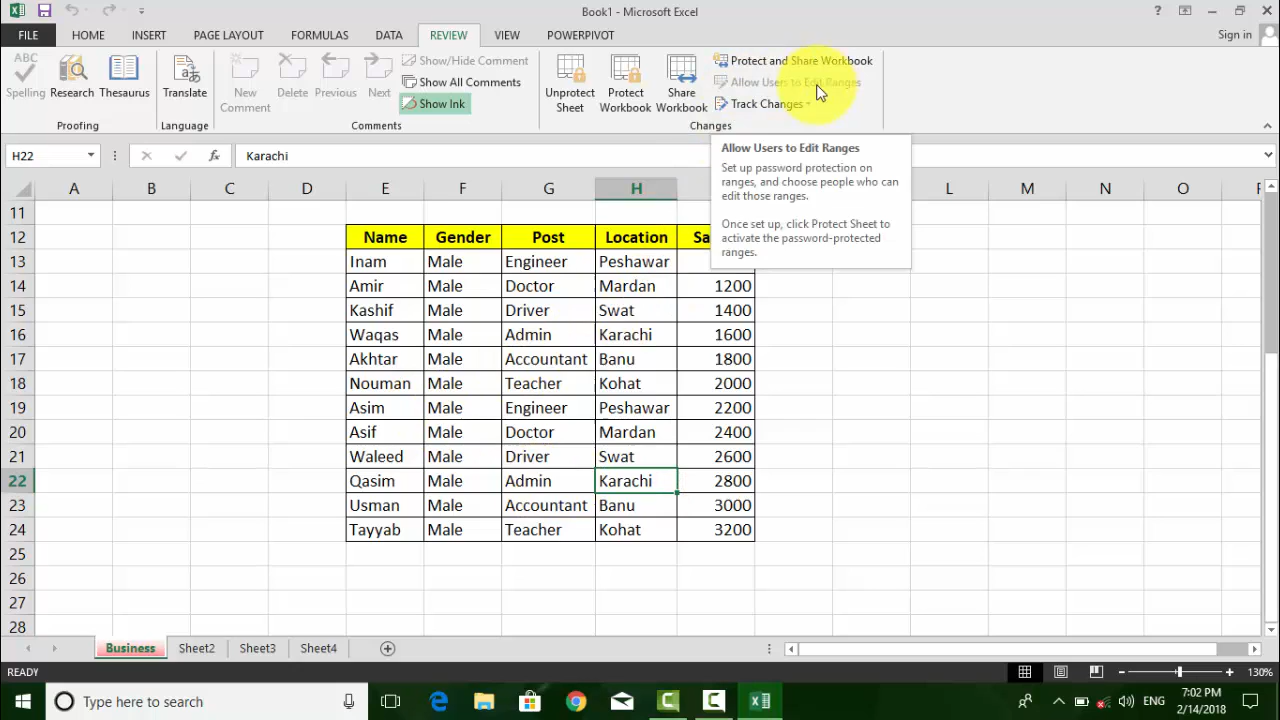 Book1 - Microsoft Excel
?
FILE HOME INSERT PAGE LAYOUT FORMULAS DATA REVIEW VIEW POWERPIVOT Sign in
ABC
Spelling Research Thesaurus
Proofing
Translate
Language
New Comment Delete Previous Next
Show/Hide Comment
Show All Comments
Show Ink
Comments
Unprotect Sheet
Protect Workbook
Share Workbook
Protect and Share Workbook
Allow Users to Edit Ranges
Track Changes
Changes
H22 fx Karachi
Allow Users to Edit Ranges
Set up password protection on
ranges, and choose people who can
edit those ranges.
Once set up, click Protect Sheet to
activate the password-protected
ranges.
A B C D E F G H L M N O
11
12 Name Gender Post Location
13 Inam Male Engineer Peshawar
14 Amir Male Doctor Mardan 1200
15 Kashif Male Driver Swat 1400
16 Waqas Male Admin Karachi 1600
17 Akhtar Male Accountant Banu 1800
18 Nouman Male Teacher Kohat 2000
19 Asim Male Engineer Peshawar 2200
20 Asif Male Doctor Mardan 2400
21 Waleed Male Driver Swat 2600
22 Qasim Male Admin Karachi 2800
23 Usman Male Accountant Banu 3000
24 Tayyab Male Teacher Kohat 3200
25
26
27
28
Business Sheet2 Sheet3 Sheet4
READY 130%
Type here to search ENG 7:02 PM
2/14/2018